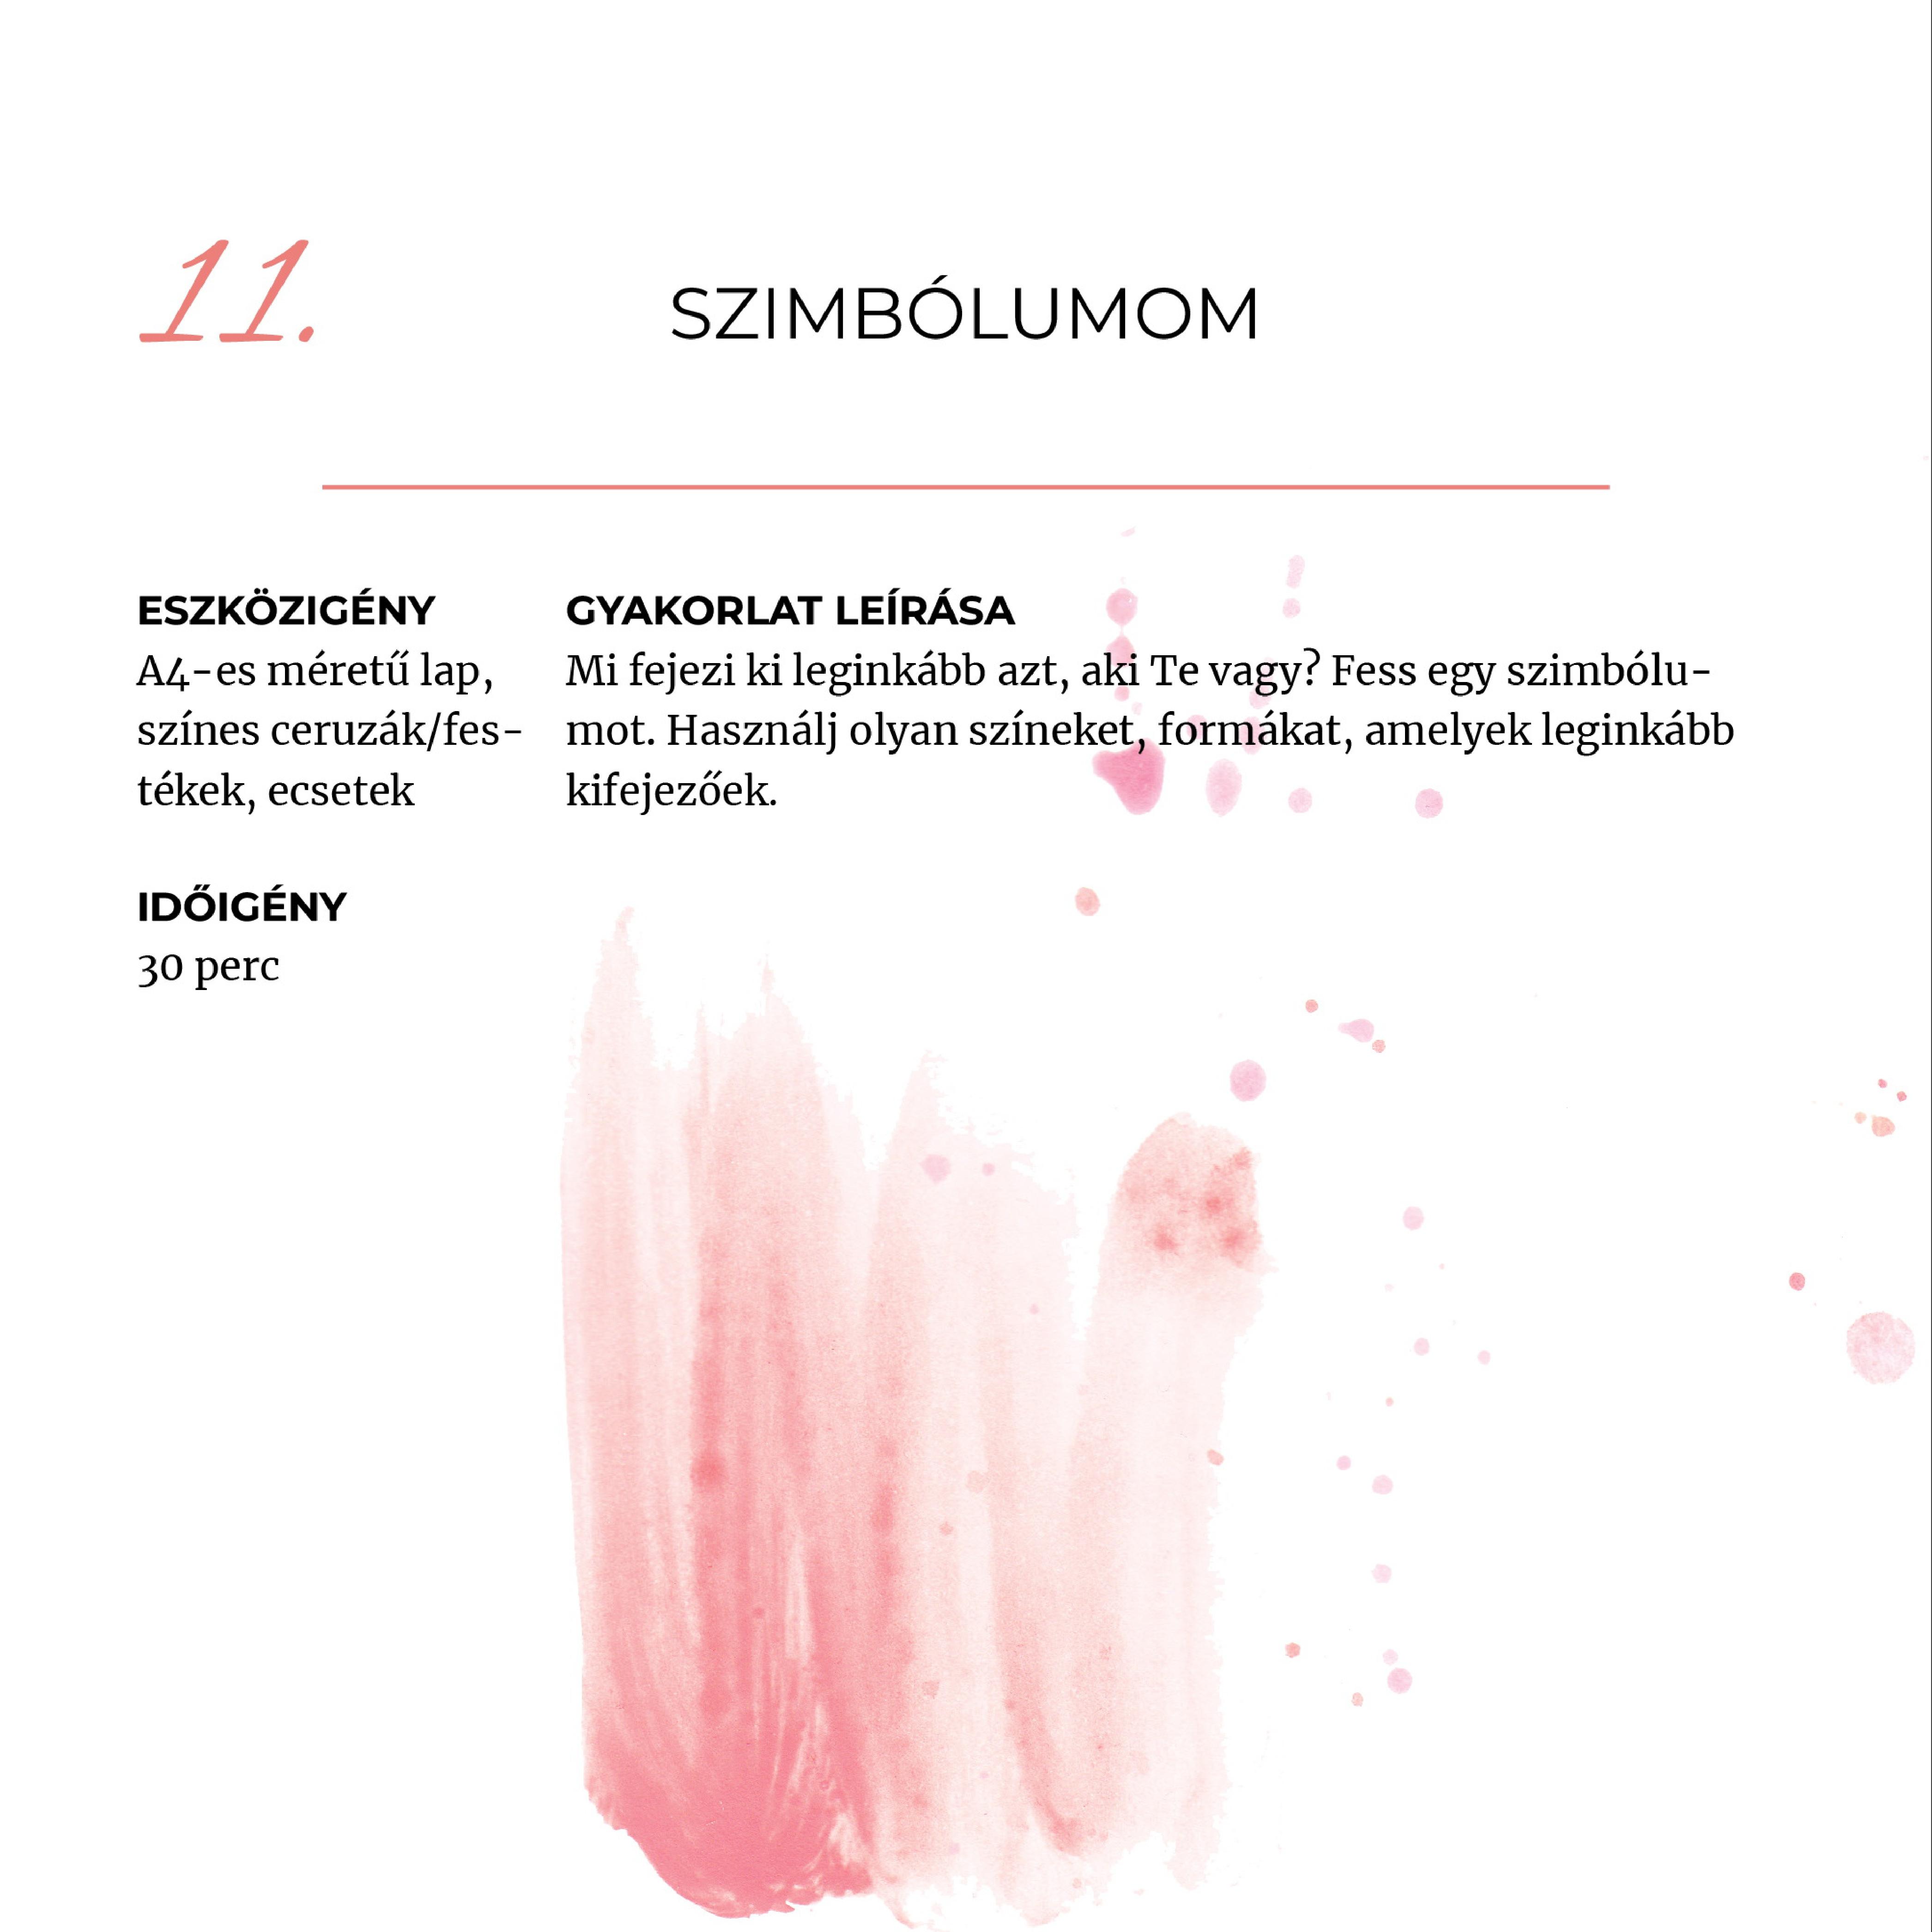 11.
SZIMBÓLUMOM
ESZKÖZIGÉNY
A4-es méretű lap,
színes ceruzák/fes-
tékek, ecsetek
IDŐIGÉNY
30 perc
GYAKORLAT LEÍRÁSA
Mi fejezi ki leginkább azt, aki Te vagy? Fess egy szimbólu-
mot. Használj olyan színeket, formákat, amelyek leginkább
kifejezőek.